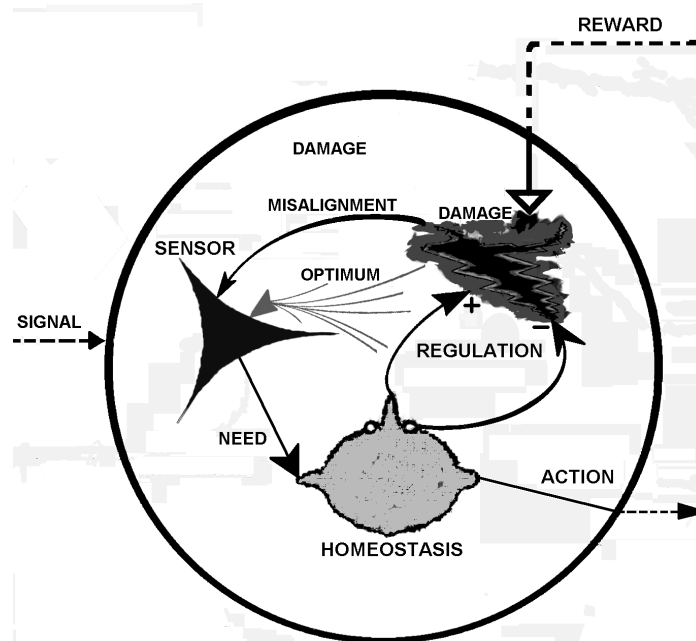 REWARD
DAMAGE
MISALIGNMENT
DAMAGE
SENSOR
OPTIMUM
SIGNAL
+
−
REGULATION
NEED
ACTION
HOMEOSTASIS